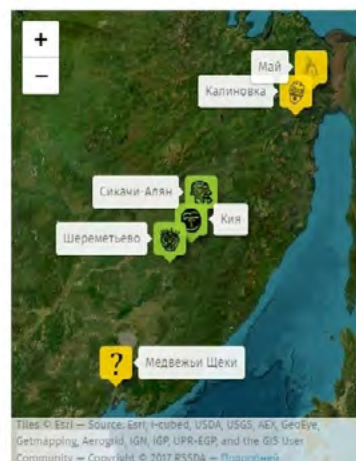 +
−
Май
Калиновка
Сикачи-Алян
Кия
Шереметьево
?
Медвежьи Щеки
Tiles © Esri — Source: Esri, i-cubed, USDA, USGS, AEX, GeoEye,
Getmapping, Aerogrid, IGN, IGP, UPR-EGP, and the GIS User
Community — Copyright © 2017 RSSDA — Подробней